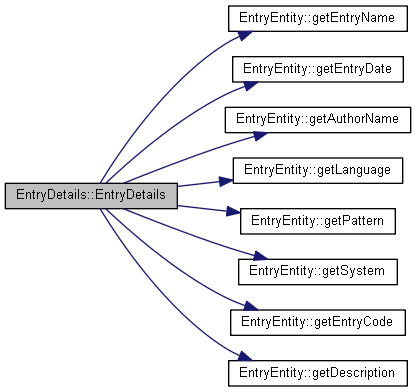 EntryEntity::getEntryName
EntryEntity::getEntryDate
EntryEntity::getAuthorName
EntryEntity::getLanguage
EntryDetails::EntryDetails
EntryEntity::getPattern
EntryEntity::getSystem
EntryEntity::getEntryCode
EntryEntity::getDescription